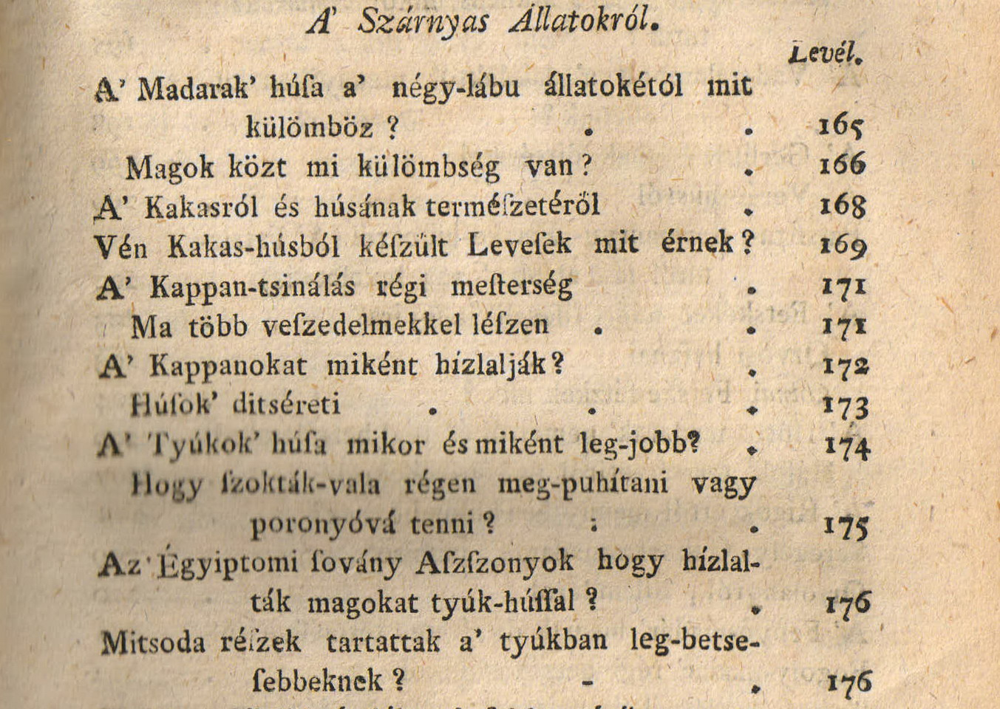 A' Szárnyas Állatokról.
Levél.
A' Madarak' húſa a' négy-lábu állatokétól mit
külömböz ? . . 165
Magok közt mi külömbség van ? . 166
A' Kakasról és húsának terméſzetéről . 168
Vén Kakas-húsból kéſzűlt Leveſek mit érnek ? 169
A' Kappan-tsinálás régi meſterség . 171
Ma több veſzedelmekkel léſzen . . 171
A' Kappanokat miként hízlalják ? . 172
Húſok' ditséreti . . . 173
A' Tyúkok' húſa mikor és miként leg-jobb? . 174
Hogy ſzokták-vala régen meg-puhítani vagy
poronyóvá tenni ? : . 175
Az Égyiptomi ſovány Aſzſzonyok hogy hízlal-
ták magokat tyúk-húſſal ? . 176
Mitsoda réſzek tartattak a' tyúkban leg-betse-
ſebbeknek ? - . 176